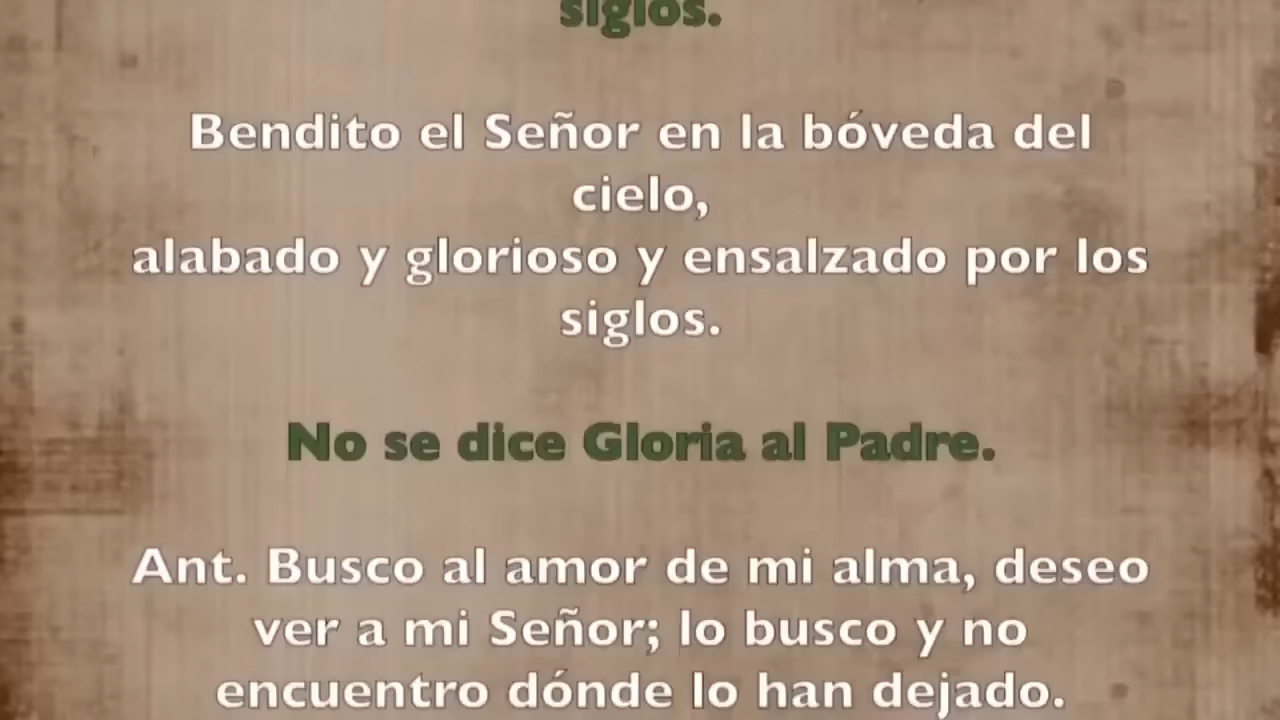 siglos.
Bendito el Señor en la bóveda del
cielo,
alabado y glorioso y ensalzado por los
siglos.
No se dice Gloria al Padre.
Ant. Busco al amor de mi alma, deseo
ver a mi Señor; lo busco y no
encuentro dónde lo han dejado.